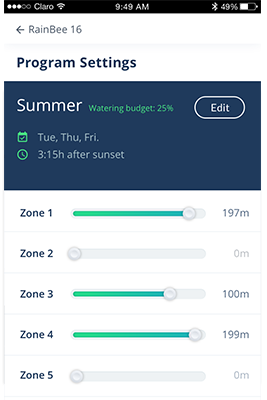 Claro 9:49 AM 49%
← RainBee 16
Program Settings
Summer Watering budget: 25% Edit
Tue, Thu, Fri.
3:15h after sunset
Zone 1 197m
Zone 2 0m
Zone 3 100m
Zone 4 199m
Zone 5 0m